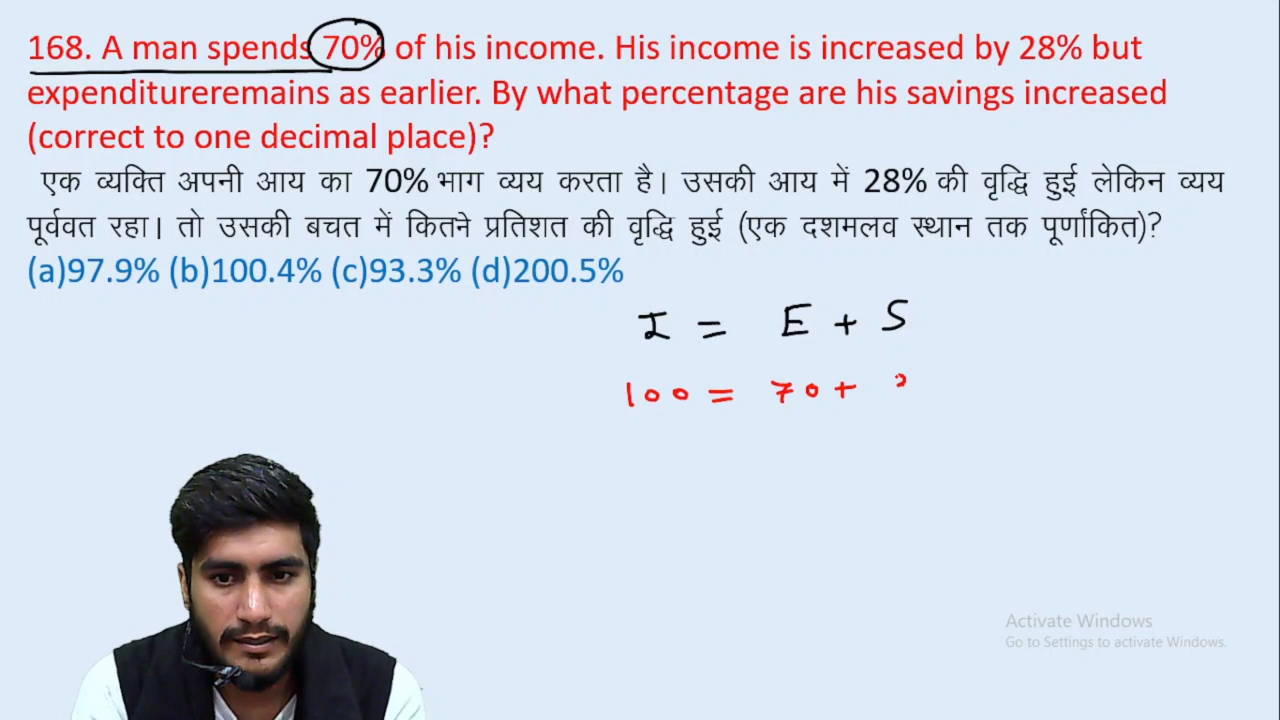 168. A man spends 70% of his income. His income is increased by 28% but
expenditureremains as earlier. By what percentage are his savings increased
(correct to one decimal place)?
एक व्यक्ति अपनी आय का 70% भाग व्यय करता है। उसकी आय में 28% की वृद्धि हुई लेकिन व्यय
पूर्ववत रहा। तो उसकी बचत में कितने प्रतिशत की वृद्धि हुई (एक दशमलव स्थान तक पूर्णांकित)?
(a)97.9% (b)100.4% (c)93.3% (d)200.5%
I = E + S
100 = 70 +
Activate Windows
Go to Settings to activate Windows.